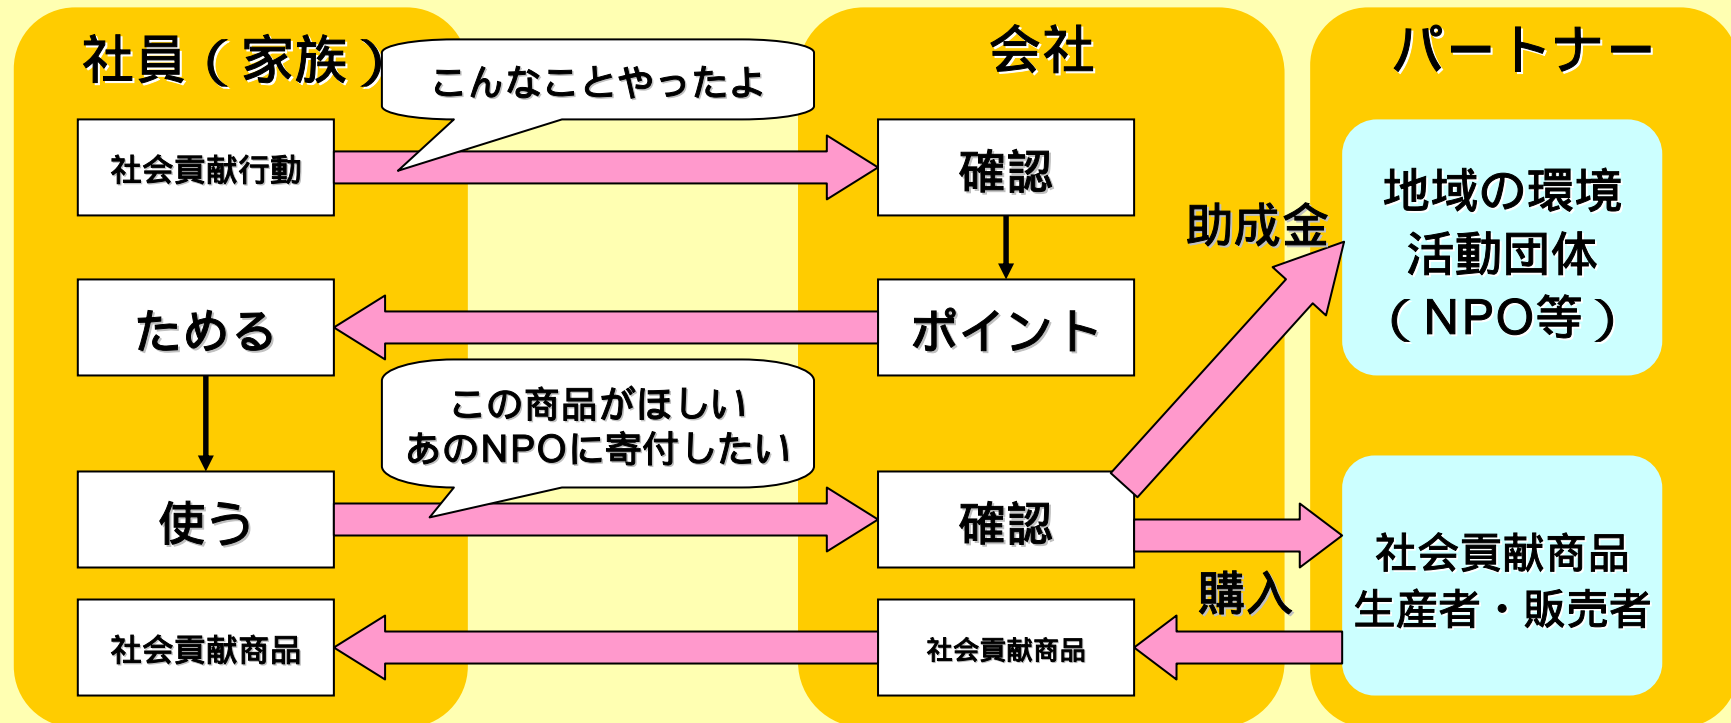 社員（家族）
会社
パートナー
こんなことやったよ
社会貢献行動
確認
助成金
地域の環境
活動団体
（NPO等）
ためる
ポイント
この商品がほしい
あのNPOに寄付したい
使う
確認
購入
社会貢献商品
生産者・販売者
社会貢献商品
社会貢献商品